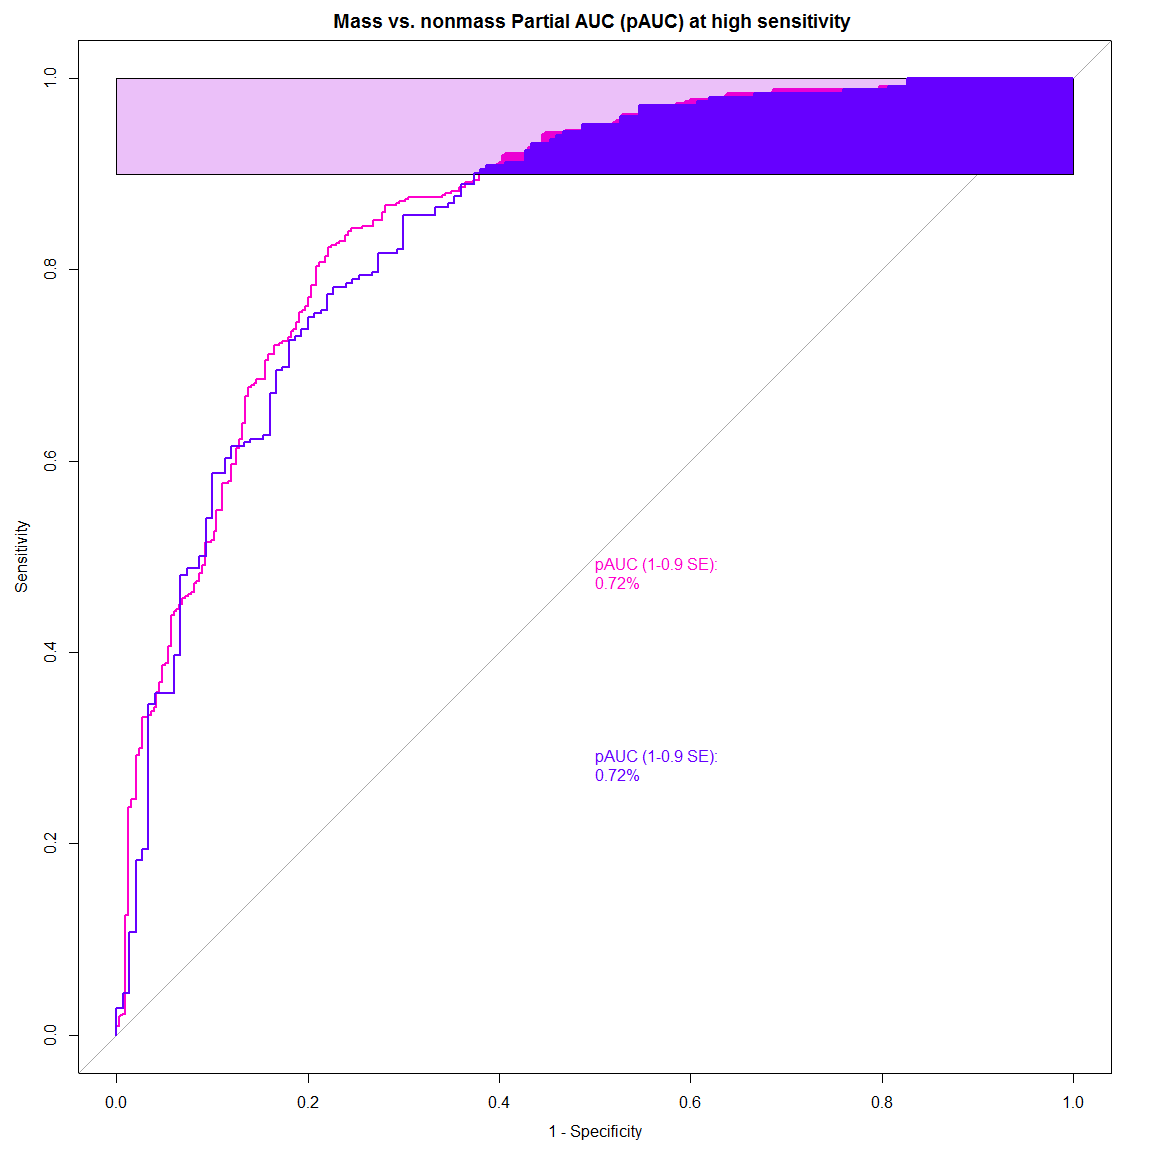 Mass vs. nonmass Partial AUC (pAUC) at high sensitivity
1.0
0.8
0.6
0.4
0.2
0.0
Sensitivity
pAUC (1-0.9 SE):
0.72%
pAUC (1-0.9 SE):
0.72%
0.0
0.2
0.4
0.6
0.8
1.0
1 - Specificity